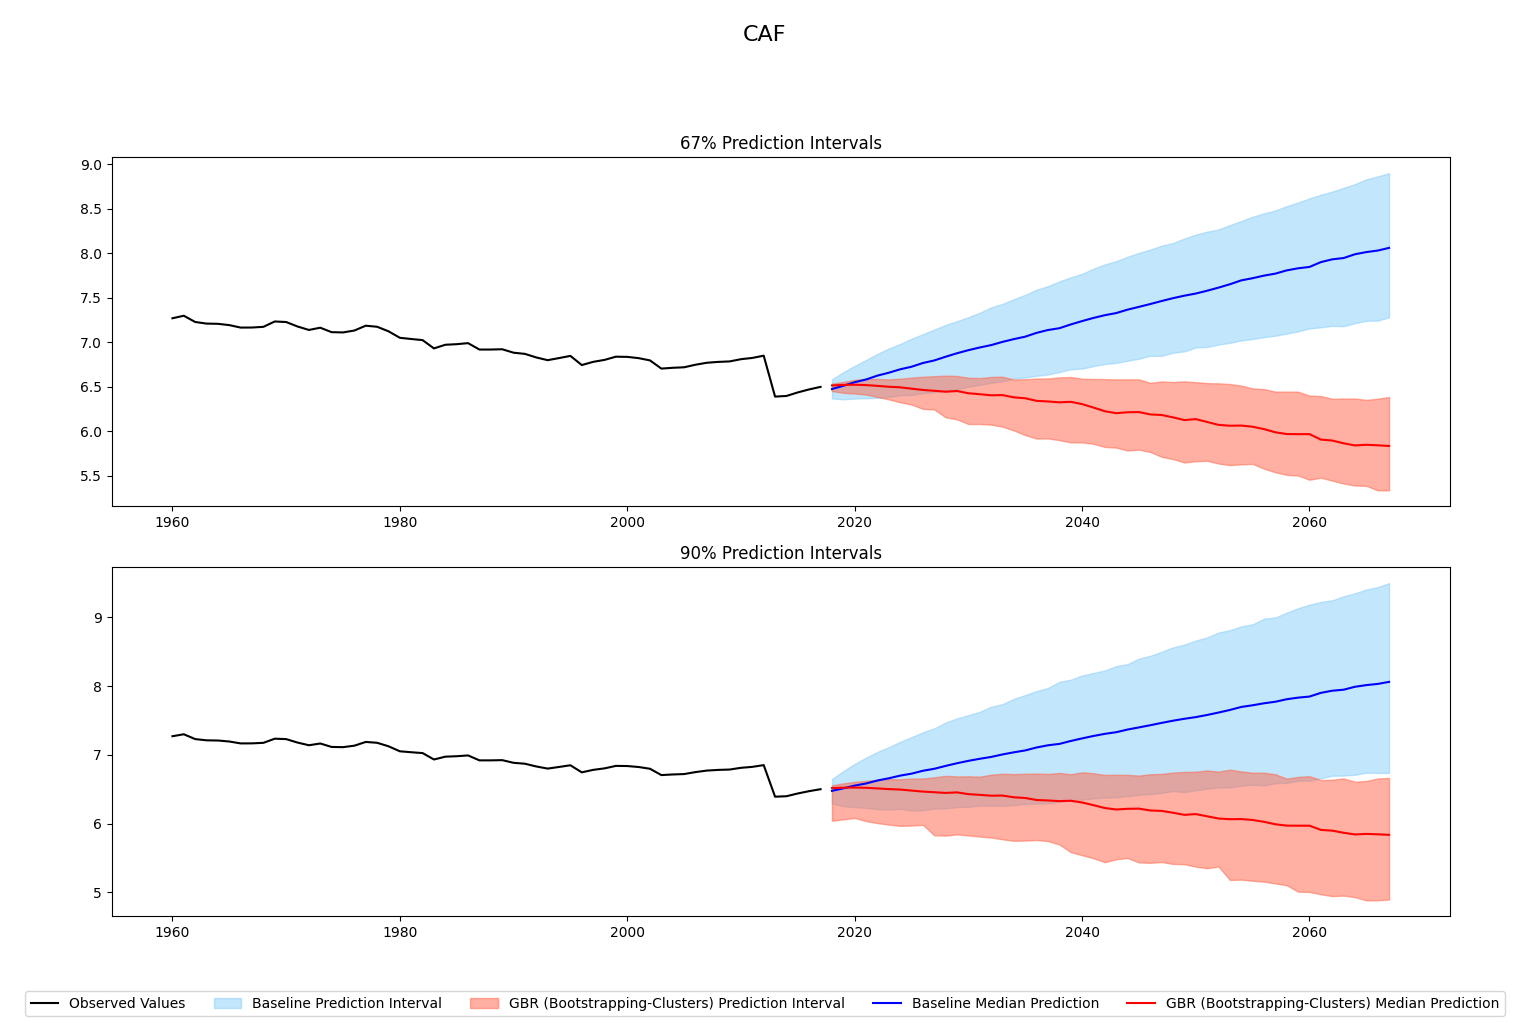 CAF
67% Prediction Intervals
9.0
8.5
8.0
7.5
7.0
6.5
6.0
5.5
1960 1980 2000 2020 2040 2060
90% Prediction Intervals
9
8
7
6
5
1960 1980 2000 2020 2040 2060
Observed Values Baseline Prediction Interval GBR (Bootstrapping-Clusters) Prediction Interval Baseline Median Prediction GBR (Bootstrapping-Clusters) Median Prediction